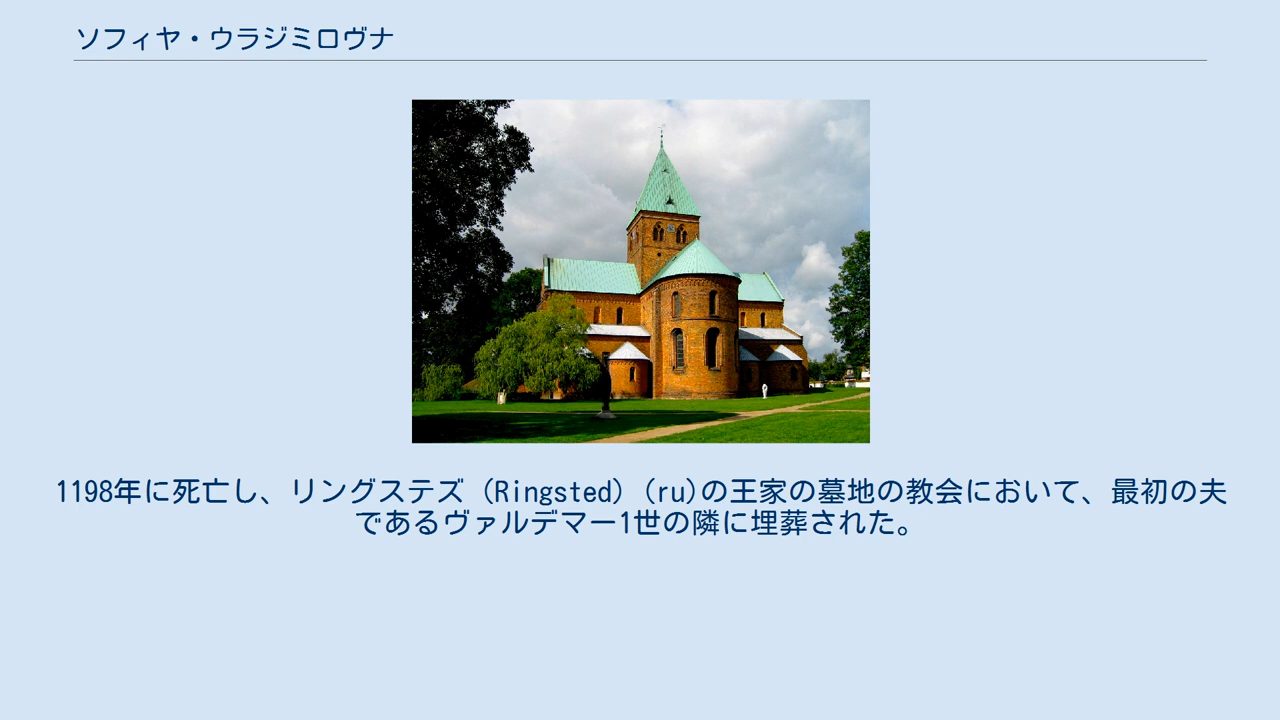 ソフィヤ・ウラジミロヴナ
1198年に死亡し、リングステズ（Ringsted）(ru)の王家の墓地の教会において、最初の夫
であるヴァルデマー1世の隣に埋葬された。